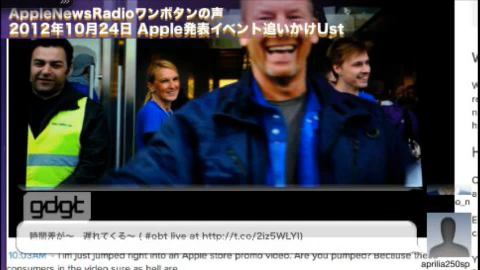 AppleNewsRadioワンボタンの声
2012年10月24日 Apple発表イベント追いかけUst
gdgt
時間差が〜 遅れてくる〜 ( #obt live at http://t.co/2iz5WLYI)
10:03AM
I'm just jumped right into an Apple store promo video. Are you pumped? Because these
consumers in the video sure as hell are.
aprilia250sp